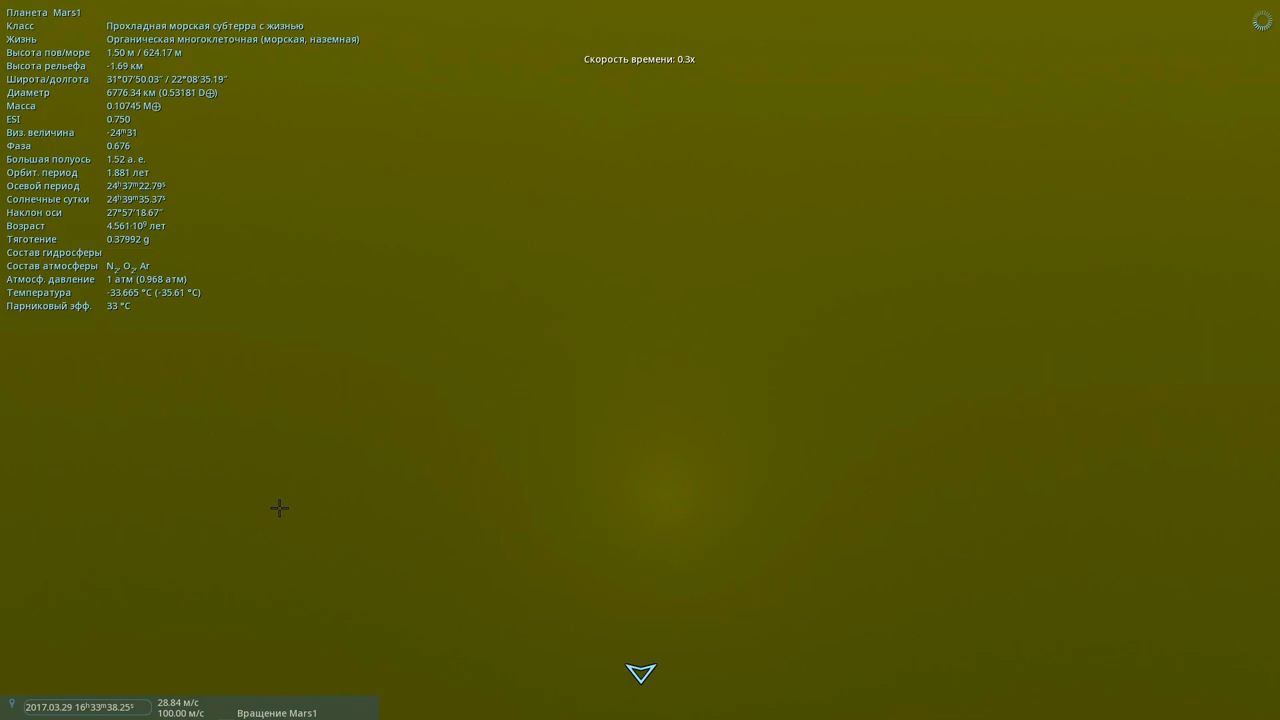 Планета Mars1
Класс Прохладная морская субтерра с жизнью
Жизнь Органическая многоклеточная (морская, наземная)
Высота пов/море 1.50 м / 624.17 м
Высота рельефа -1.69 км
Широта/долгота 31°07'50.03" / 22°08'35.19"
Диаметр 6776.34 км (0.53181 D⊕)
Масса 0.10745 M⊕
ESI 0.750
Виз. величина -24ᵐ31
Фаза 0.676
Большая полуось 1.52 а. е.
Орбит. период 1.881 лет
Осевой период 24ʰ37ᵐ22.79ˢ
Солнечные сутки 24ʰ39ᵐ35.37ˢ
Наклон оси 27°57'18.67"
Возраст 4.561·10⁹ лет
Тяготение 0.37992 g
Состав гидросферы
Состав атмосферы N₂, O₂, Ar
Атмосф. давление 1 атм (0.968 атм)
Температура -33.665 °C (-35.61 °C)
Парниковый эфф. 33 °C
Скорость времени: 0.3x
2017.03.29 16ʰ33ᵐ38.25ˢ
28.84 м/с
100.00 м/с Вращение Mars1